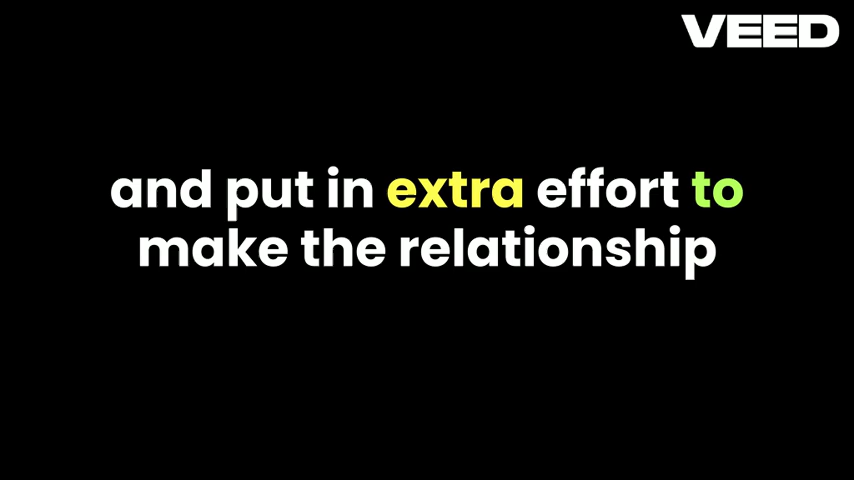 VEED
and put in extra effort to
make the relationship